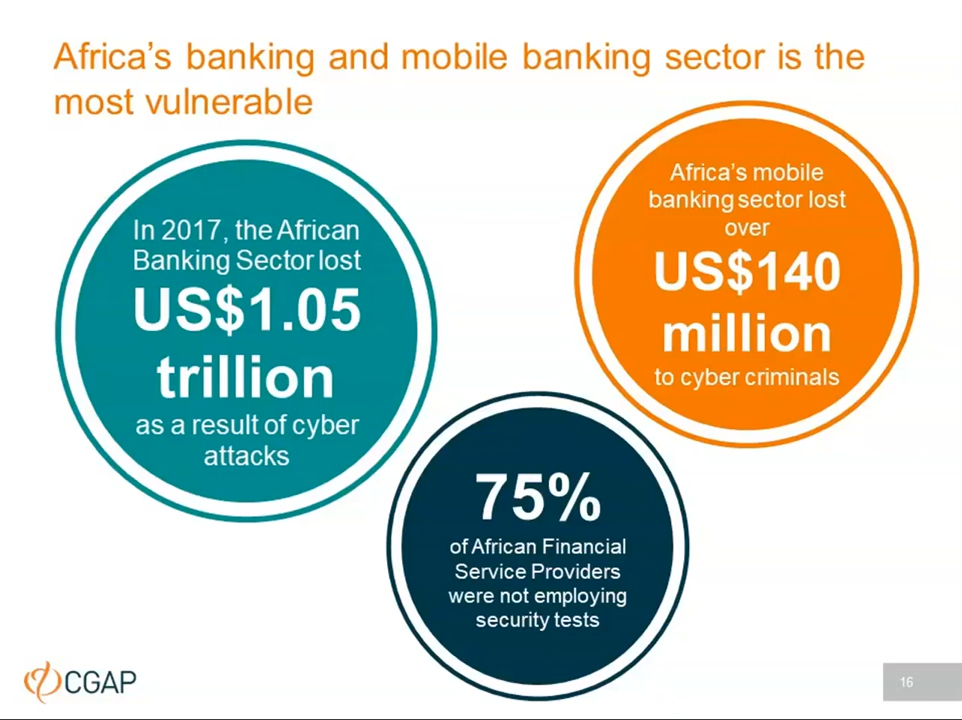 Africa's banking and mobile banking sector is the
most vulnerable
In 2017, the African
Banking Sector lost
US$1.05
trillion
as a result of cyber
attacks
Africa's mobile
banking sector lost
over
US$140
million
to cyber criminals
75%
of African Financial
Service Providers
were not employing
security tests
CGAP
16